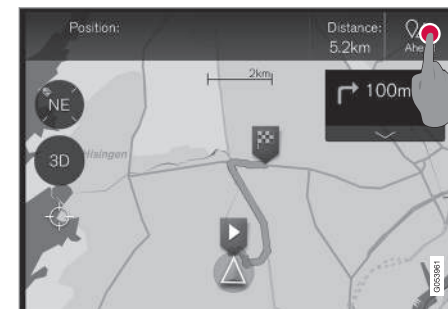 Position:
Distance:
5.2km
Ahe
2km
100m
NE
3D
Hisingen
G053961